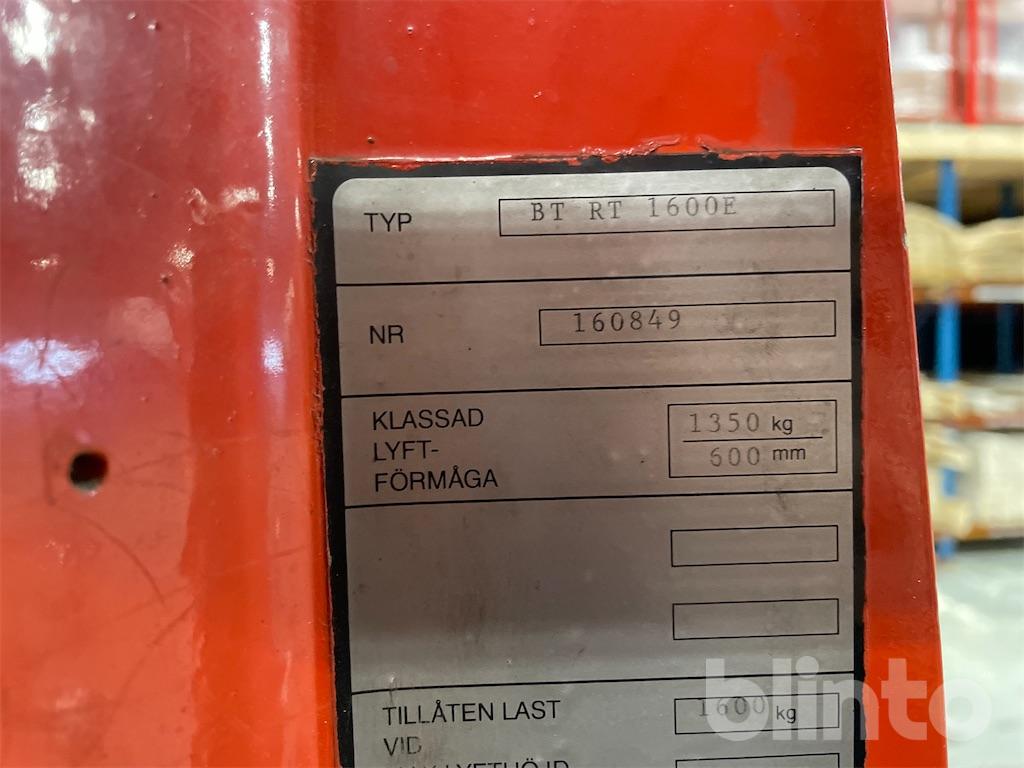 TYP BT RT 1600E
NR 160849
KLASSAD 1350 kg
LYFT- 600 mm
FÖRMÅGA
TILLÅTEN LAST 1600 kg
VID
blinto